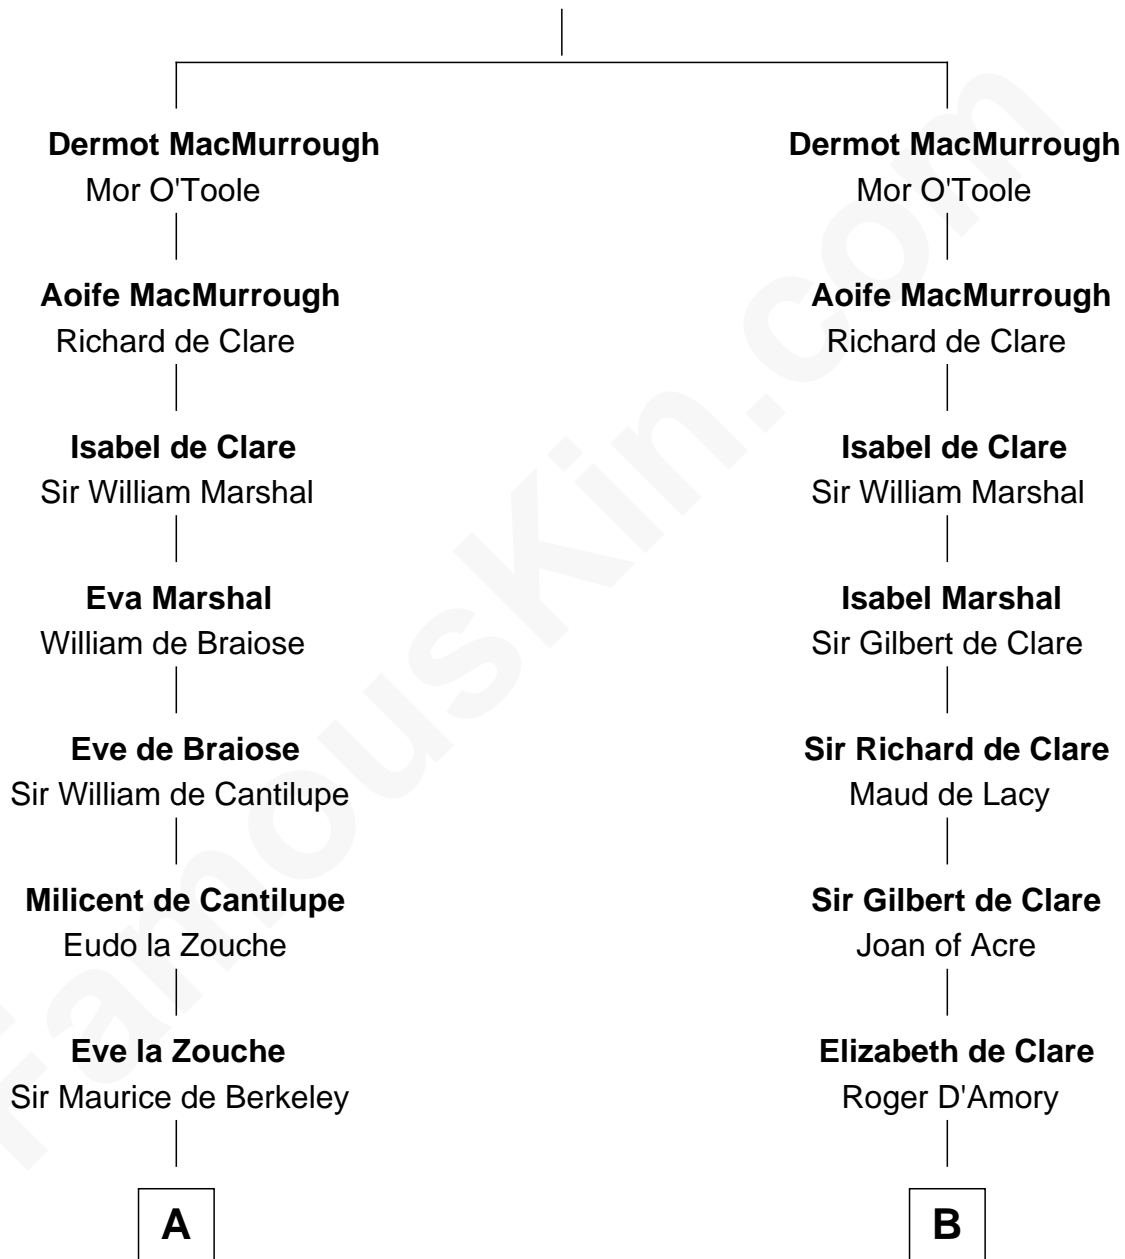 Dermot MacMurrough
Mor O'Toole
Aoife MacMurrough
Richard de Clare
Isabel de Clare
Sir William Marshal
Eva Marshal
William de Braiose
Eve de Braiose
Sir William de Cantilupe
Milicent de Cantilupe
Eudo la Zouche
Eve la Zouche
Sir Maurice de Berkeley
A
Dermot MacMurrough
Mor O'Toole
Aoife MacMurrough
Richard de Clare
Isabel de Clare
Sir William Marshal
Isabel Marshal
Sir Gilbert de Clare
Sir Richard de Clare
Maud de Lacy
Sir Gilbert de Clare
Joan of Acre
Elizabeth de Clare
Roger D'Amory
B
FamousKin.com